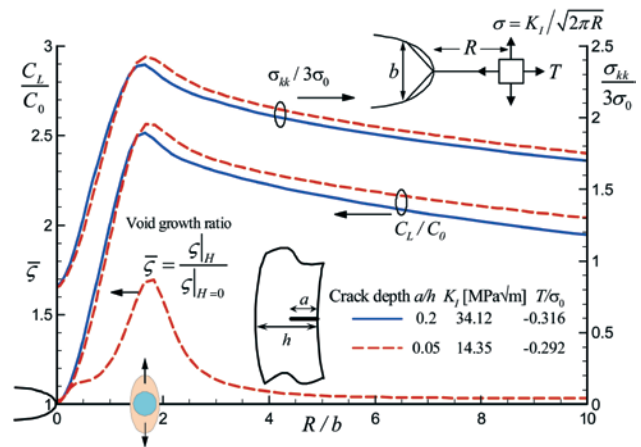 σ = K_I/√2πR
R
b
T
3
2.5
2
1.5
1
C_L
C_0
ς̄
2.5
2
1.5
1
0.5
0
σ_kk
3σ_0
σ_kk / 3σ_0
C_L / C_0
Void growth ratio
ς̄ = ς|_H / ς|_H=0
a
h
Crack depth a/h K_I [MPa√m] T/σ_0
0.2 34.12 -0.316
0.05 14.35 -0.292
0 2 4 6 8 10
R / b